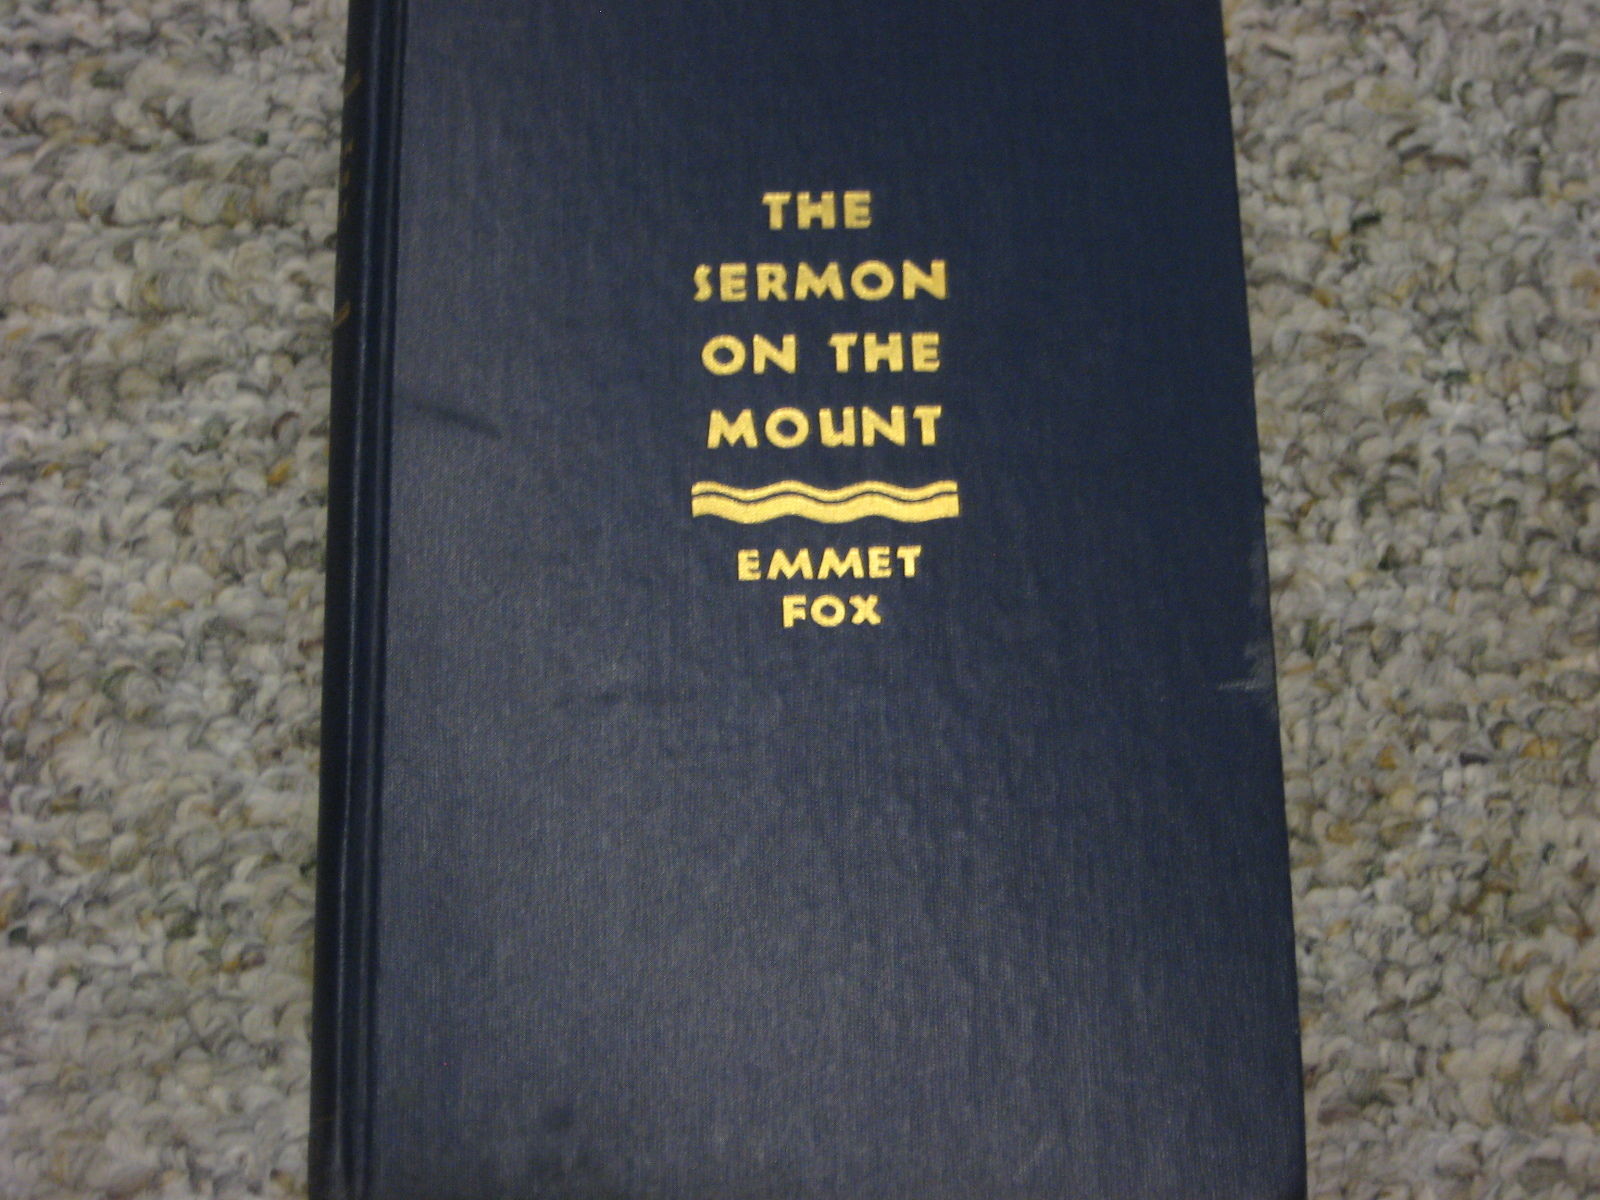 THE
SERMON
ON THE
MOUNT
EMMET
FOX